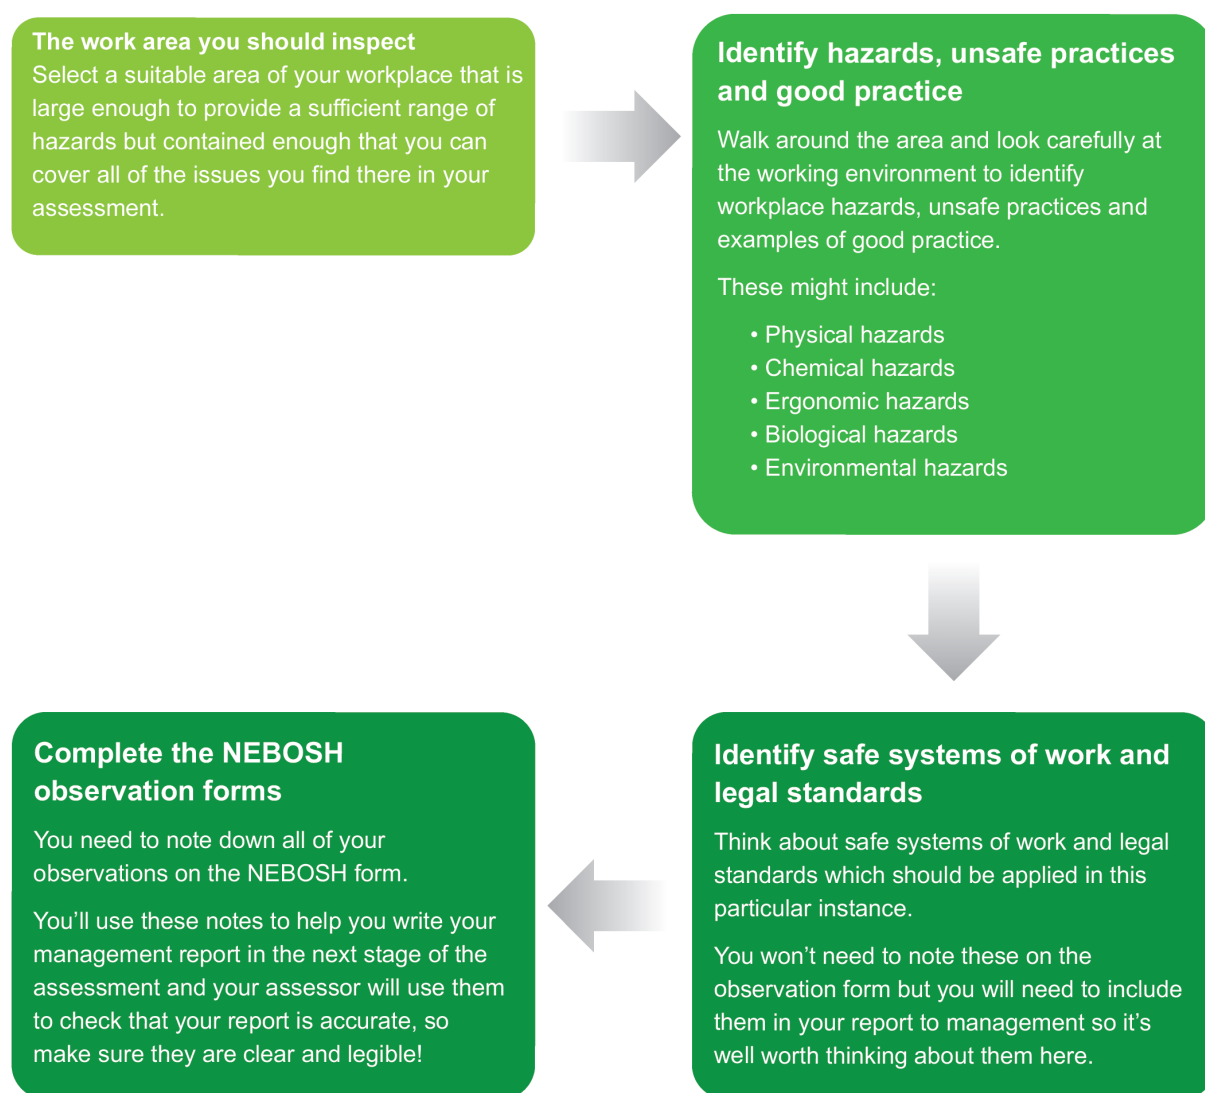 The work area you should inspect
Select a suitable area of your workplace that is
large enough to provide a sufficient range of
hazards but contained enough that you can
cover all of the issues you find there in your
assessment.
Identify hazards, unsafe practices
and good practice
Walk around the area and look carefully at
the working environment to identify
workplace hazards, unsafe practices and
examples of good practice.
These might include:
• Physical hazards
• Chemical hazards
• Ergonomic hazards
• Biological hazards
• Environmental hazards
Identify safe systems of work and
legal standards
Think about safe systems of work and legal
standards which should be applied in this
particular instance.
You won’t need to note these on the
observation form but you will need to include
them in your report to management so it’s
well worth thinking about them here.
Complete the NEBOSH
observation forms
You need to note down all of your
observations on the NEBOSH form.
You’ll use these notes to help you write your
management report in the next stage of the
assessment and your assessor will use them
to check that your report is accurate, so
make sure they are clear and legible!